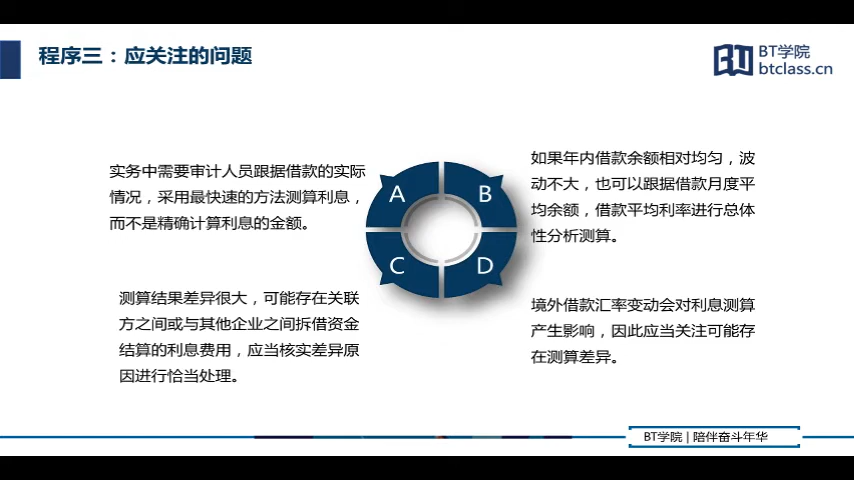 程序三：应关注的问题
BT学院
btclass.cn
实务中需要审计人员跟据借款的实际
情况，采用最快速的方法测算利息，
而不是精确计算利息的金额。
A
B
如果年内借款余额相对均匀，波
动不大，也可以跟据借款月度平
均余额，借款平均利率进行总体
性分析测算。
C
D
测算结果差异很大，可能存在关联
方之间或与其他企业之间拆借资金
结算的利息费用，应当核实差异原
因进行恰当处理。
境外借款汇率变动会对利息测算
产生影响，因此应当关注可能存
在测算差异。
BT学院 | 陪伴奋斗年华